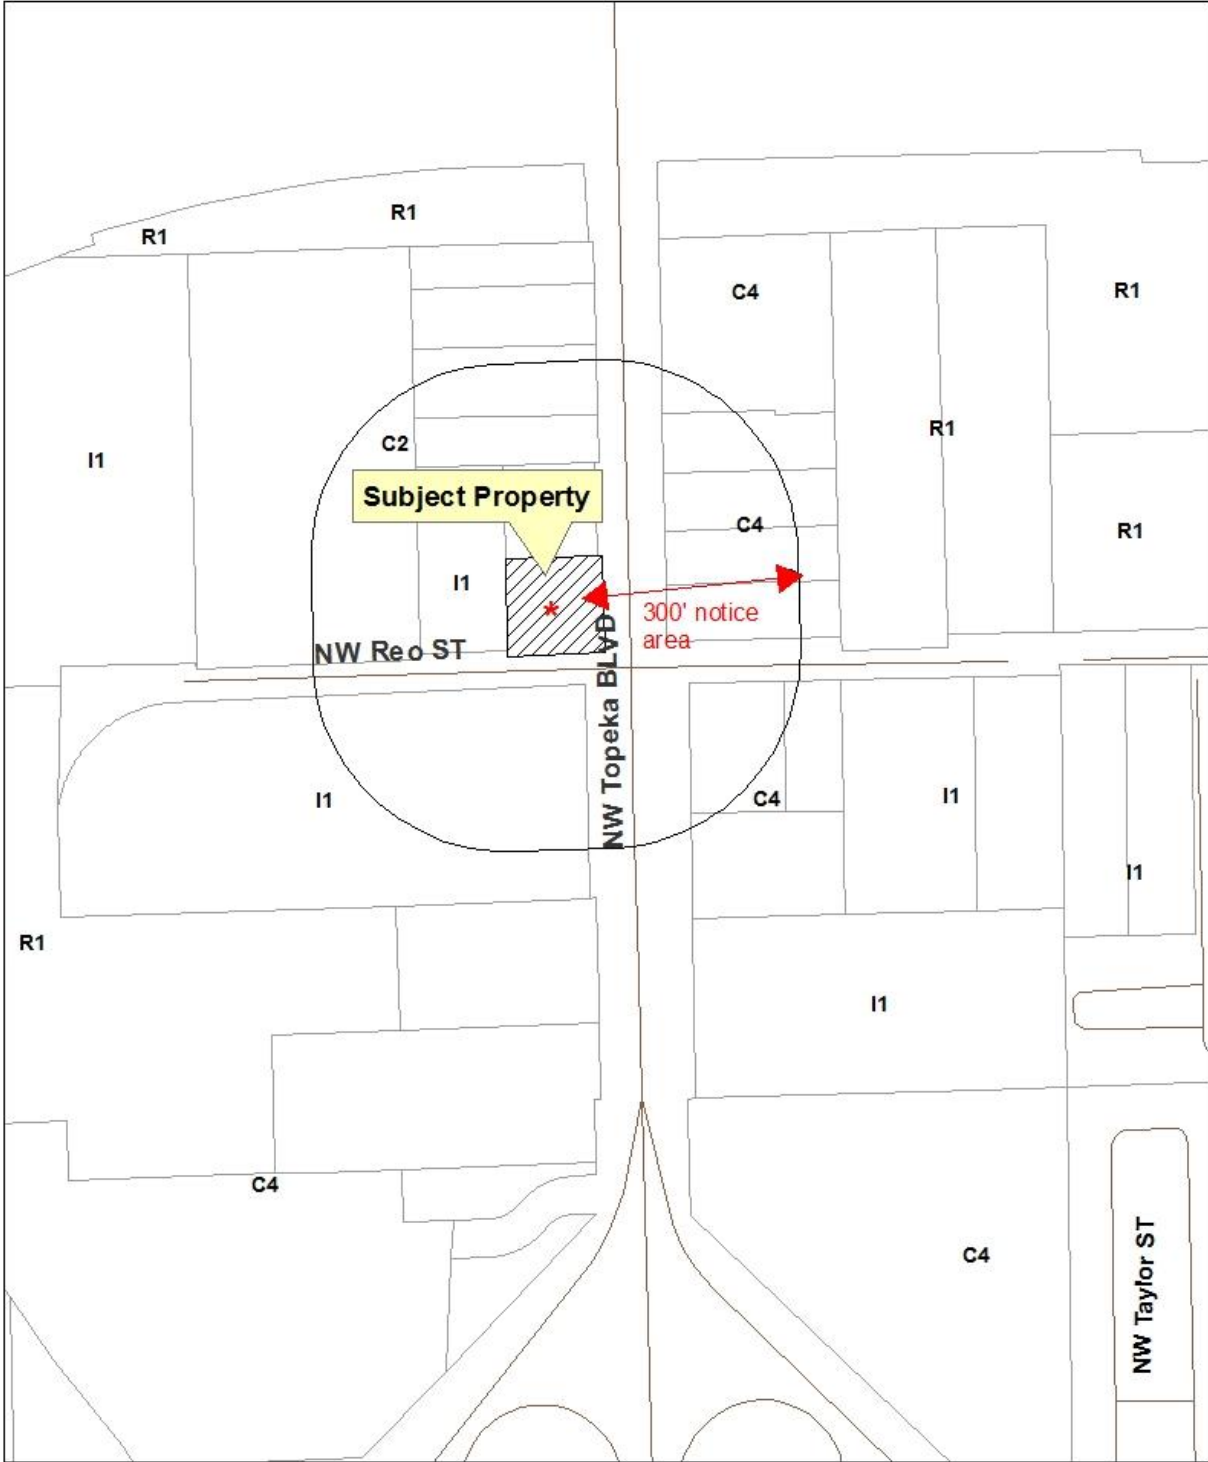 R1
R1
C4
R1
R1
C2
I1
Subject Property
C4
R1
I1
*
300' notice
area
NW Reo ST
NW Topeka BLVD
I1
C4
I1
I1
R1
I1
C4
C4
NW Taylor ST